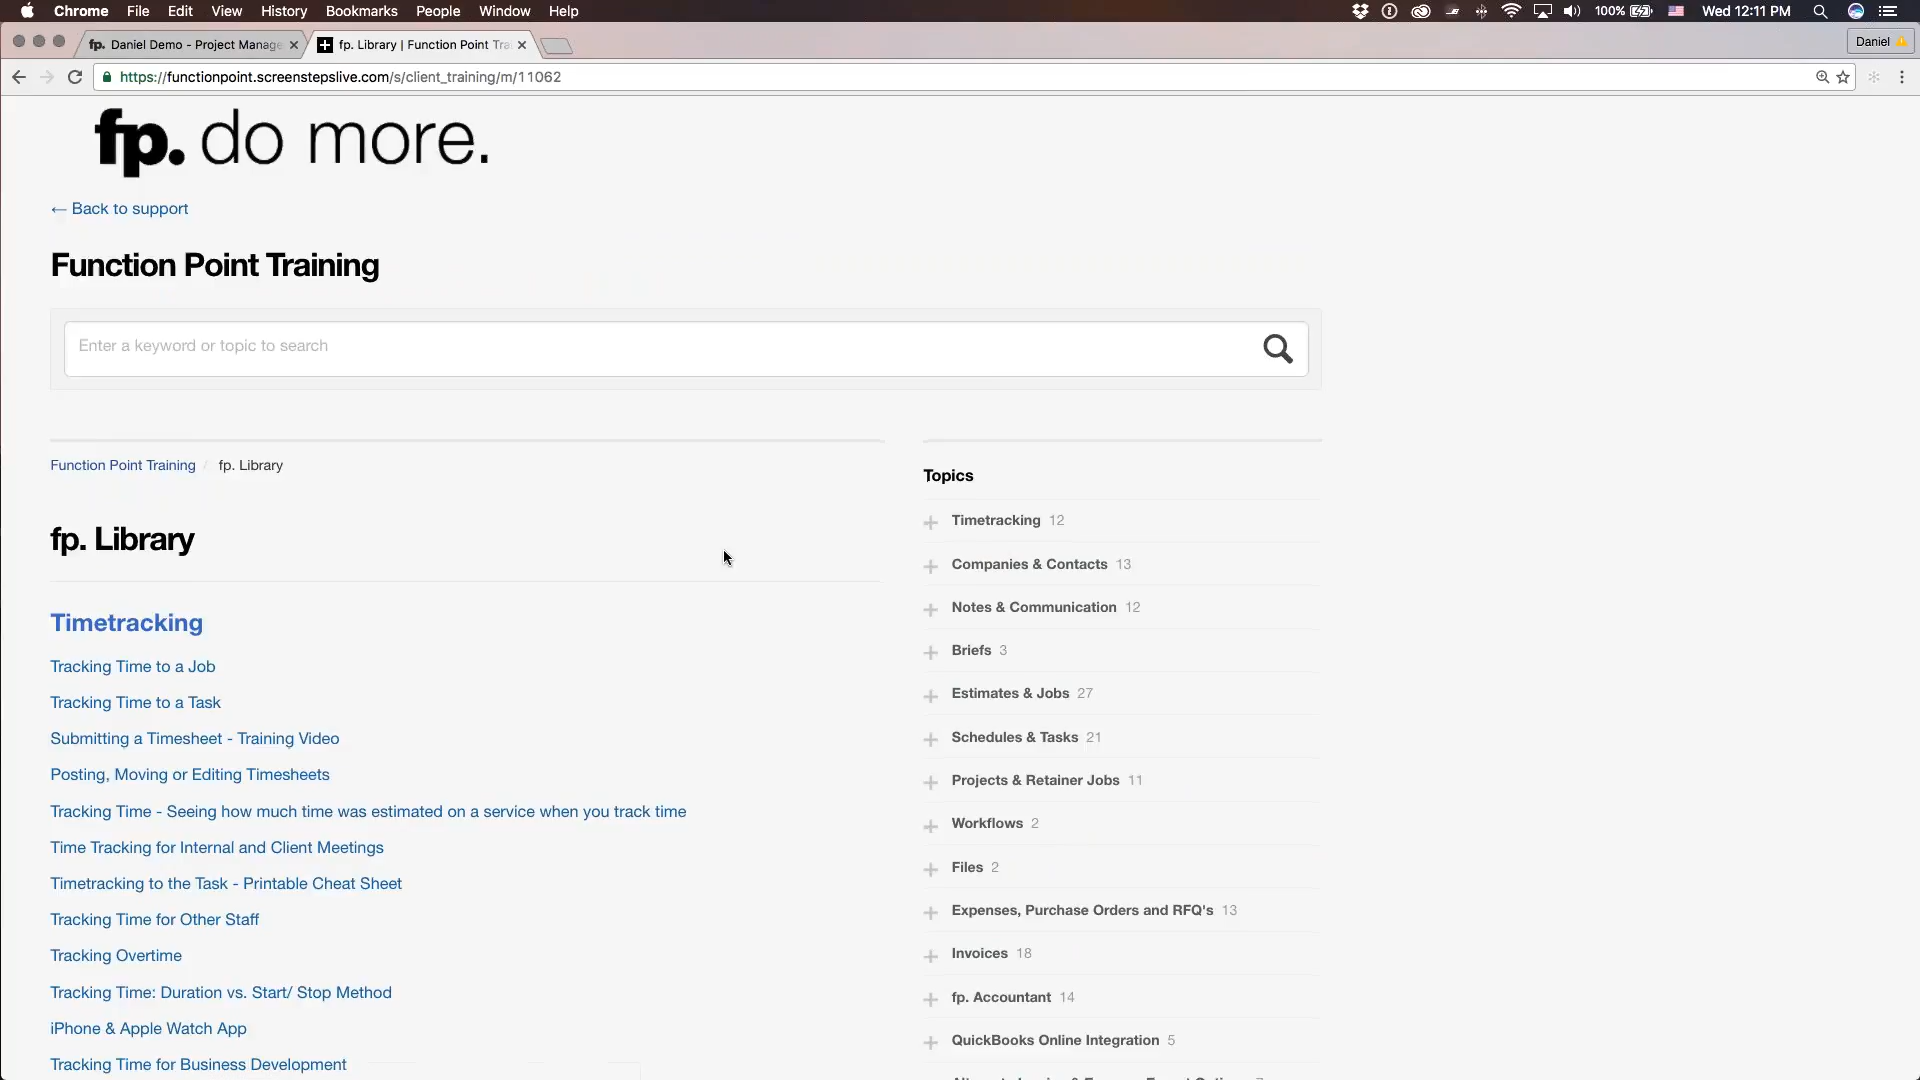 Chrome File Edit View History Bookmarks People Window Help 100% Wed 12:11 PM
fp. Daniel Demo - Project Manage fp. Library | Function Point Tra Daniel
https://functionpoint.screenstepslive.com/s/client_training/m/11062
fp. do more.
← Back to support
Function Point Training
Enter a keyword or topic to search
Function Point Training / fp. Library
fp. Library
Timetracking
Tracking Time to a Job
Tracking Time to a Task
Submitting a Timesheet - Training Video
Posting, Moving or Editing Timesheets
Tracking Time - Seeing how much time was estimated on a service when you track time
Time Tracking for Internal and Client Meetings
Timetracking to the Task - Printable Cheat Sheet
Tracking Time for Other Staff
Tracking Overtime
Tracking Time: Duration vs. Start/ Stop Method
iPhone & Apple Watch App
Tracking Time for Business Development
Topics
Timetracking 12
Companies & Contacts 13
Notes & Communication 12
Briefs 3
Estimates & Jobs 27
Schedules & Tasks 21
Projects & Retainer Jobs 11
Workflows 2
Files 2
Expenses, Purchase Orders and RFQ's 13
Invoices 18
fp. Accountant 14
QuickBooks Online Integration 5